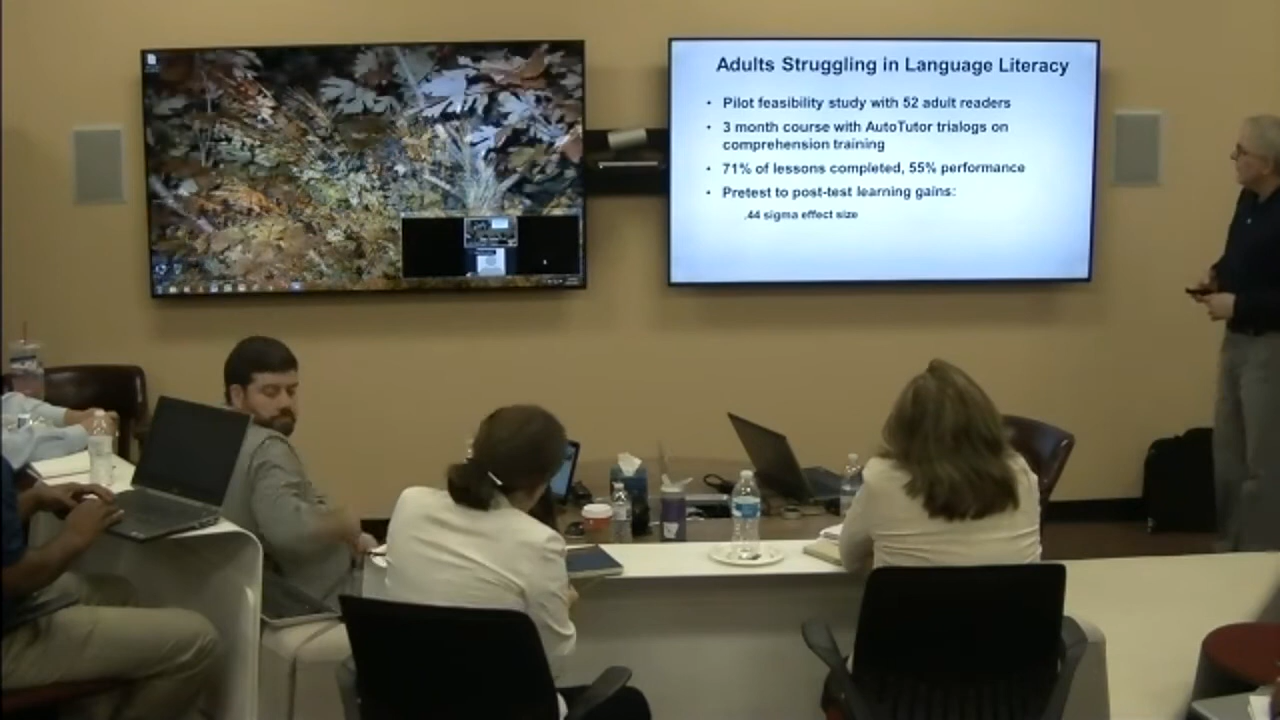 Adults Struggling in Language Literacy
• Pilot feasibility study with 52 adult readers
• 3 month course with AutoTutor trialogs on
comprehension training
• 71% of lessons completed, 55% performance
• Pretest to post-test learning gains:
.44 sigma effect size